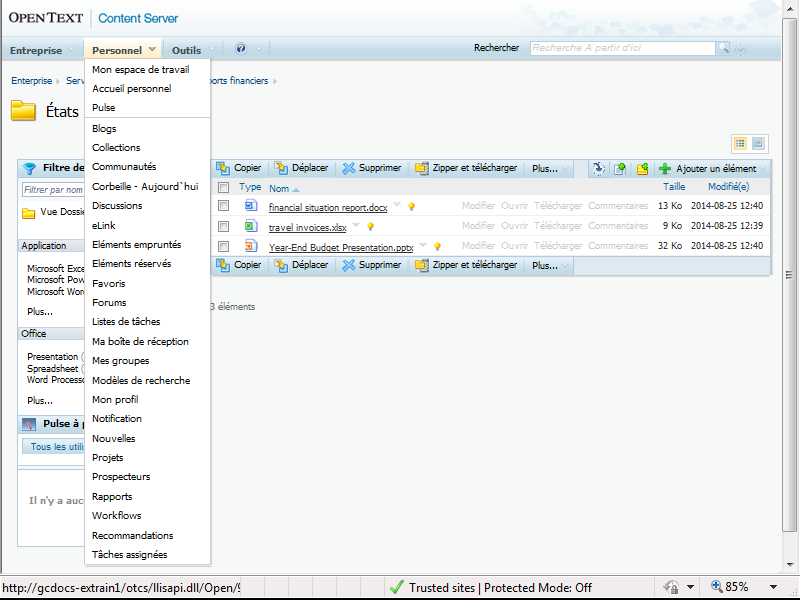 OPENTEXT | Content Server
Entreprise Personnel Outils
Rechercher Recherche A partir d'ici
Enterprise Serv orts financiers
États
Mon espace de travail
Accueil personnel
Pulse
Blogs
Collections
Communautés
Corbeille - Aujourd`hui
Discussions
eLink
Eléments empruntés
Eléments réservés
Favoris
Forums
Listes de tâches
Ma boîte de réception
Mes groupes
Modèles de recherche
Mon profil
Notification
Nouvelles
Projets
Prospecteurs
Rapports
Workflows
Recommandations
Tâches assignées
Filtre de
Filtrer par nom
Vue Dossie
Application
Microsoft Exce
Microsoft Pow
Microsoft Wor
Plus...
Office
Presentation (
Spreadsheet (
Word Processo
Plus...
Pulse à p
Tous les utili
Il n'y a auc
Copier Déplacer Supprimer Zipper et télécharger Plus... Ajouter un élément
Type Nom Taille Modifié(e)
financial situation report.docx Modifier Ouvrir Télécharger Commentaires 13 Ko 2014-08-25 12:40
travel invoices.xlsx Modifier Ouvrir Télécharger Commentaires 9 Ko 2014-08-25 12:39
Year-End Budget Presentation.pptx Modifier Ouvrir Télécharger Commentaires 32 Ko 2014-08-25 12:40
Copier Déplacer Supprimer Zipper et télécharger Plus...
3 éléments
http://gcdocs-extrain1/otcs/llisapi.dll/Open/9 Trusted sites | Protected Mode: Off 85%